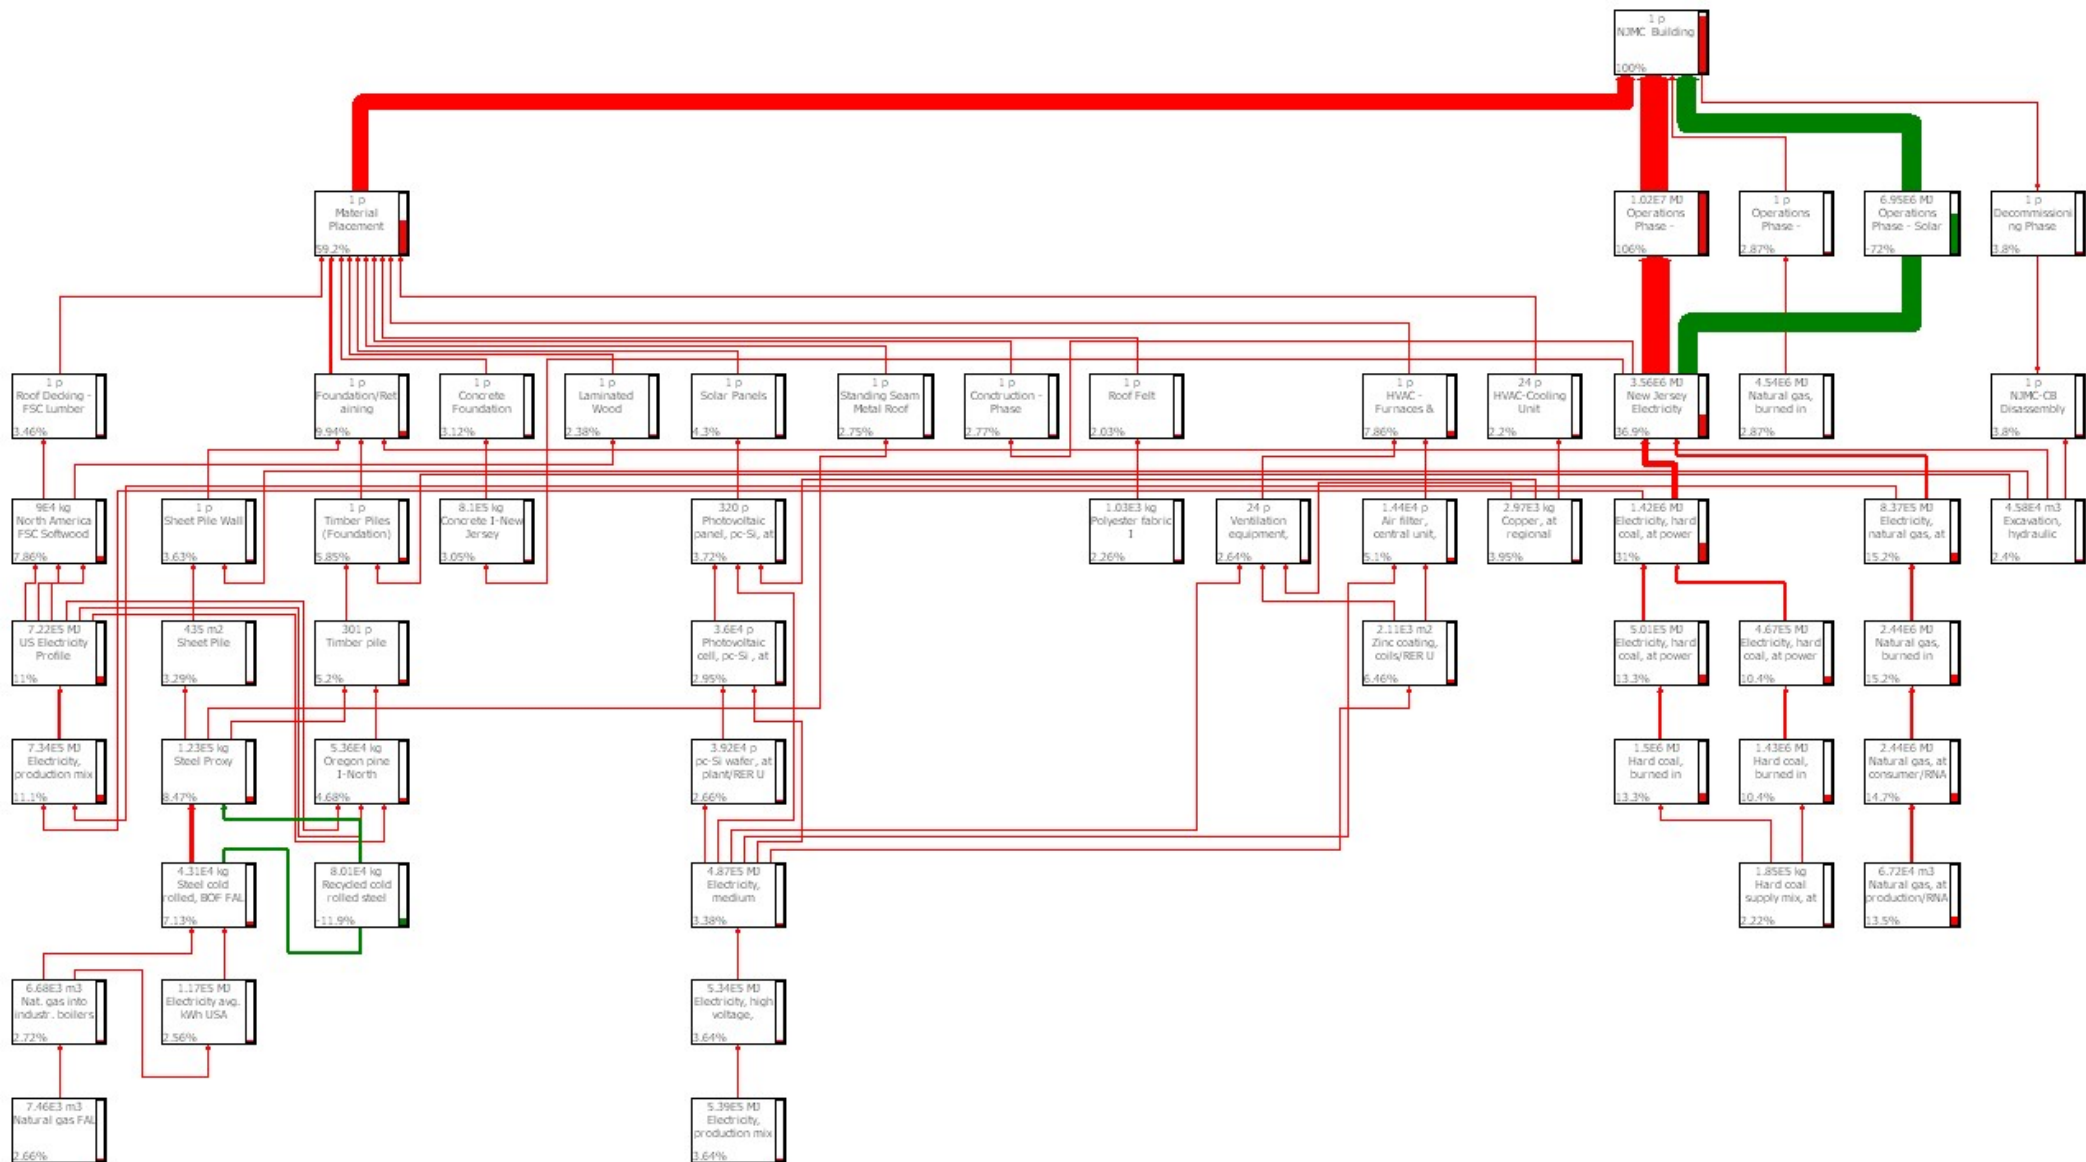 1 p
NJMC Building
100%
1 p
Material
Placement
59.2%
1.02E7 MJ
Operations
Phase -
106%
1 p
Operations
Phase -
2.87%
6.95E6 MJ
Operations
Phase - Solar
-72%
1 p
Decommissioni
ng Phase
3.8%
1 p
Roof Decking -
FSC Lumber
3.46%
1 p
Foundation/Ret
aining
9.94%
1 p
Concrete
Foundation
3.12%
1 p
Laminated
Wood
2.38%
1 p
Solar Panels
4.3%
1 p
Standing Seam
Metal Roof
2.75%
1 p
Contruction -
Phase
2.77%
1 p
Roof Felt
2.03%
1 p
HVAC -
Furnaces &
7.86%
24 p
HVAC-Cooling
Unit
2.2%
3.56E6 MJ
New Jersey
Electricity
36.9%
4.54E6 MJ
Natural gas,
burned in
2.87%
1 p
NJMC-CB
Disassembly
3.8%
9E4 kg
North America
FSC Softwood
7.86%
1 p
Sheet Pile Wall
3.63%
1 p
Timber Piles
(Foundation)
5.85%
8.1E5 kg
Concrete I-New
Jersey
3.05%
320 p
Photovoltaic
panel, pc-Si, at
3.72%
1.03E3 kg
Polyester fabric
I
2.26%
24 p
Ventilation
equipment,
2.64%
1.44E4 p
Air filter,
central unit,
5.1%
2.97E3 kg
Copper, at
regional
3.95%
1.42E6 MJ
Electricity, hard
coal, at power
31%
8.37E5 MJ
Electricity,
natural gas, at
15.2%
4.58E4 m3
Excavation,
hydraulic
2.4%
7.22E5 MJ
US Electricity
Profile
11%
435 m2
Sheet Pile
3.29%
301 p
Timber pile
5.2%
3.6E4 p
Photovoltaic
cell, pc-Si , at
2.95%
2.11E3 m2
Zinc coating,
coils/RER U
6.46%
5.01E5 MJ
Electricity, hard
coal, at power
13.3%
4.67E5 MJ
Electricity, hard
coal, at power
10.4%
2.44E6 MJ
Natural gas,
burned in
15.2%
7.34E5 MJ
Electricity,
production mix
11.1%
1.23E5 kg
Steel Proxy
8.47%
5.36E4 kg
Oregon pine
I-North
4.68%
3.92E4 p
pc-Si wafer, at
plant/RER U
2.66%
1.5E6 MJ
Hard coal,
burned in
13.3%
1.43E6 MJ
Hard coal,
burned in
10.4%
2.44E6 MJ
Natural gas, at
consumer/RNA
14.7%
4.31E4 kg
Steel cold
rolled, BOF FAL
7.13%
8.01E4 kg
Recycled cold
rolled steel
-11.9%
4.87E5 MJ
Electricity,
medium
3.38%
1.85E5 kg
Hard coal
supply mix, at
2.22%
6.72E4 m3
Natural gas, at
production/RNA
13.5%
6.68E3 m3
Nat. gas into
industr. boilers
2.72%
1.17E5 MJ
Electricity avg.
kWh USA
2.56%
5.34E5 MJ
Electricity, high
voltage,
3.64%
7.46E3 m3
Natural gas FAL
2.66%
5.39E5 MJ
Electricity,
production mix
3.64%